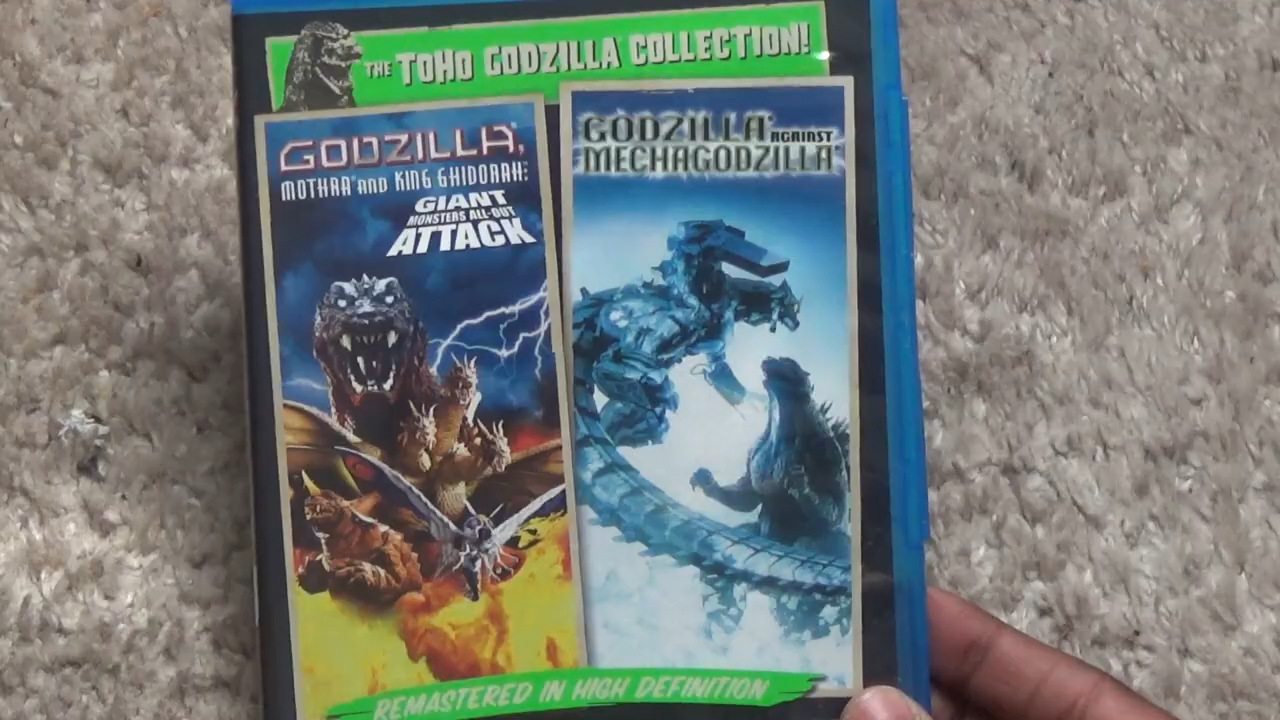 THE TOHO GODZILLA COLLECTION!
GODZILLA,
MOTHRA AND KING GHIDORAH:
GIANT
MONSTERS ALL-OUT
ATTACK
GODZILLA AGAINST
MECHAGODZILLA
REMASTERED IN HIGH DEFINITION